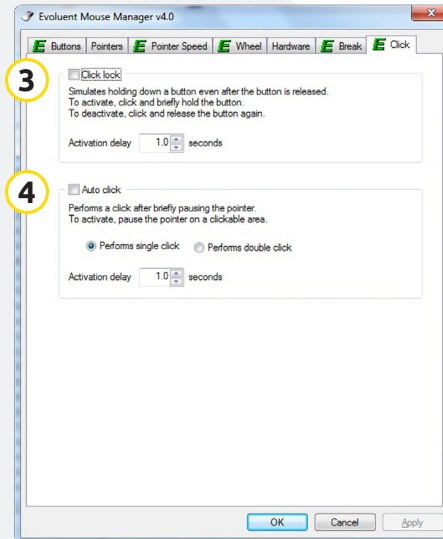 Evoluent Mouse Manager v4.0
E Buttons Pointers E Pointer Speed E Wheel Hardware E Break E Click
3
Click lock
Simulates holding down a button even after the button is released.
To activate, click and briefly hold the button.
To deactivate, click and release the button again.
Activation delay 1.0 seconds
4
Auto click
Performs a click after briefly pausing the pointer.
To activate, pause the pointer on a clickable area.
Performs single click Performs double click
Activation delay 1.0 seconds
OK Cancel Apply